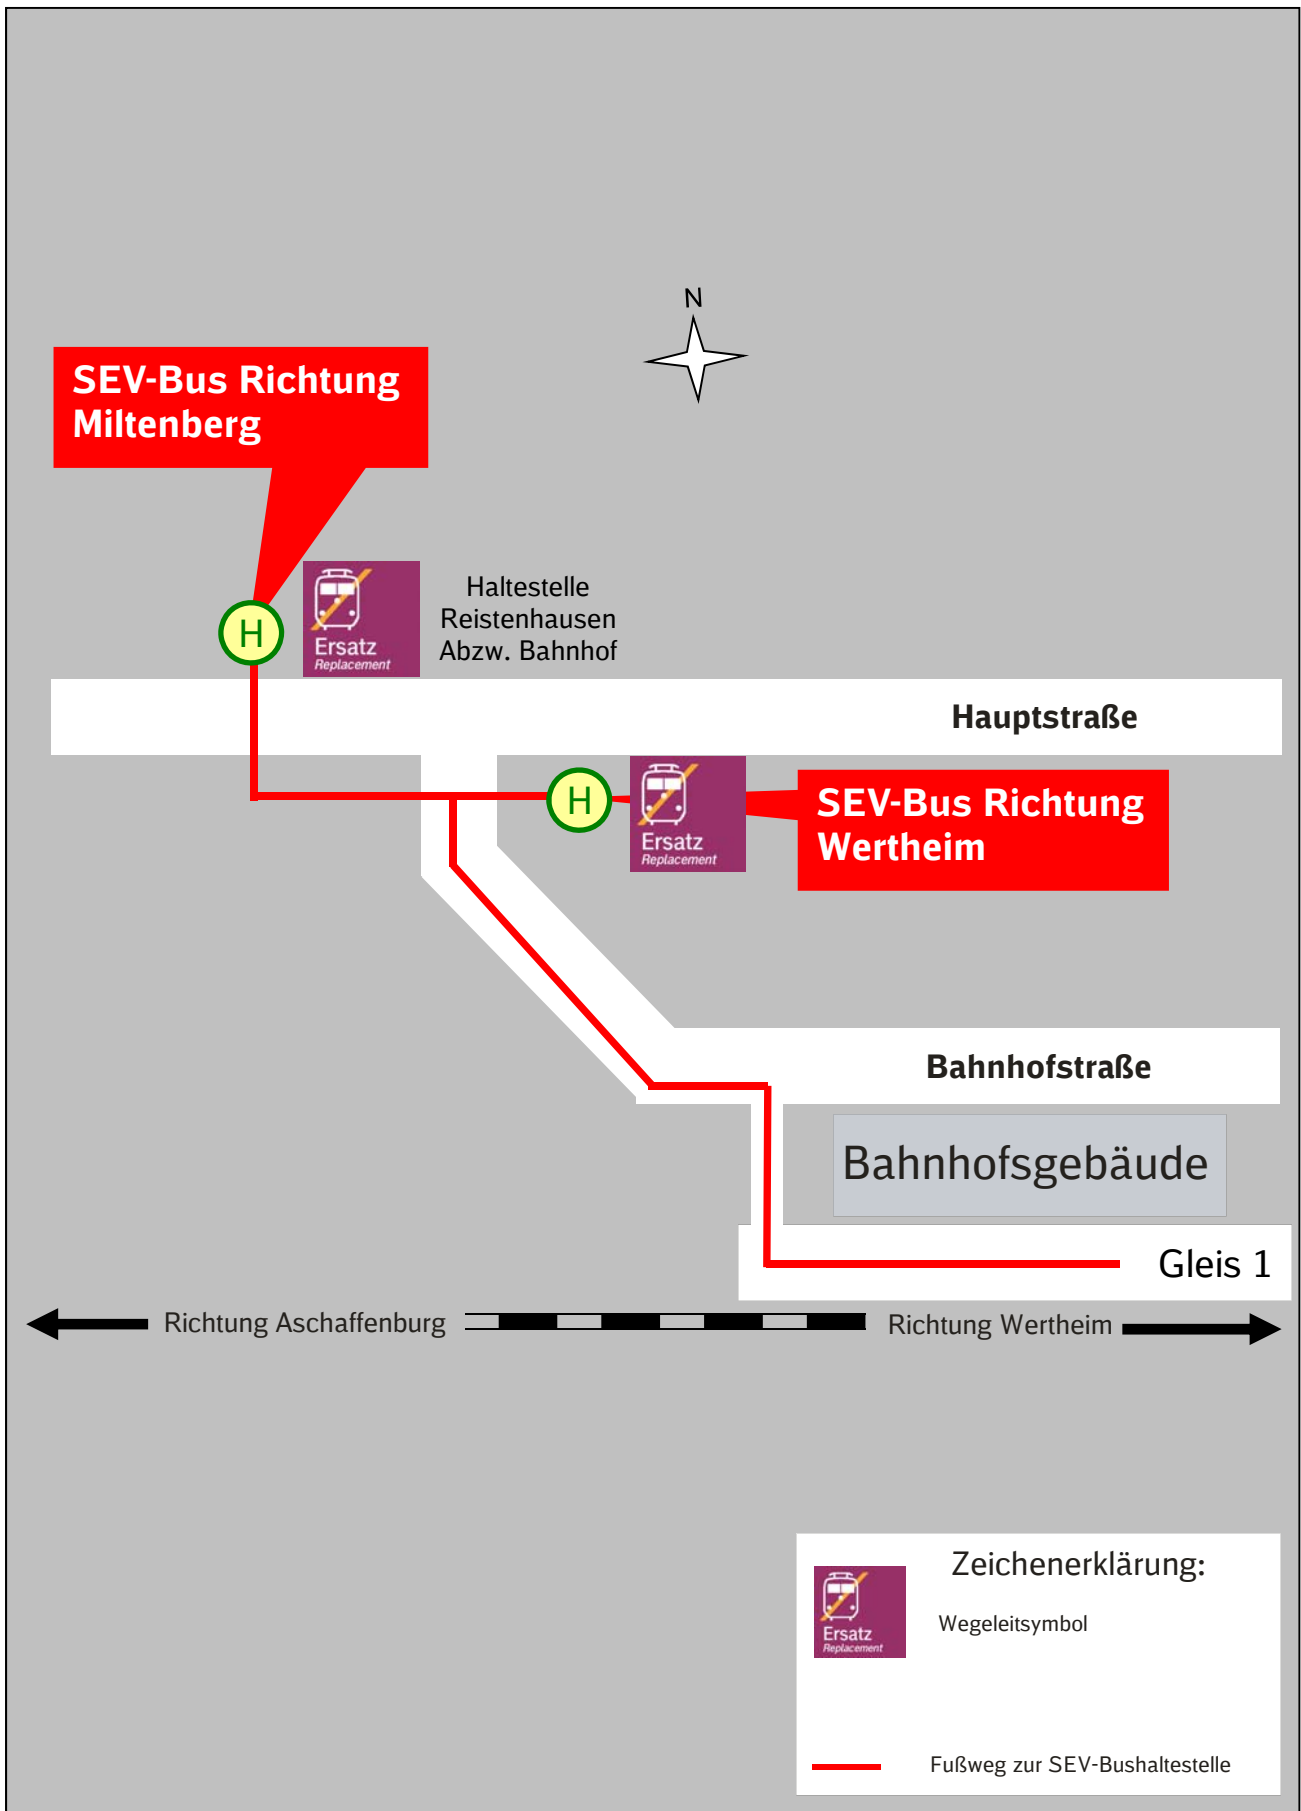 N
SEV-Bus Richtung
Miltenberg
H
Ersatz
Replacement
Haltestelle
Reistenhausen
Abzw. Bahnhof
Hauptstraße
H
Ersatz
Replacement
SEV-Bus Richtung
Wertheim
Bahnhofstraße
Bahnhofsgebäude
Gleis 1
Richtung Aschaffenburg
Richtung Wertheim
Zeichenerklärung:
Ersatz
Replacement
Wegeleitsymbol
Fußweg zur SEV-Bushaltestelle